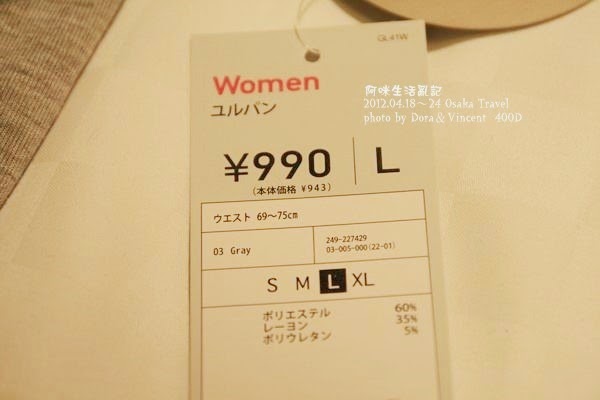 GL41W
Women
ユルパン
¥990 L
(本体価格 ¥943)
ウエスト 69～75cm
03 Gray
249-227429
03-005-000(22-01)
S M L XL
ポリエステル 60%
レーヨン 35%
ポリウレタン 5%
阿咪生活亂記
2012.04.18～24 Osaka Travel
photo by Dora & Vincent 400D